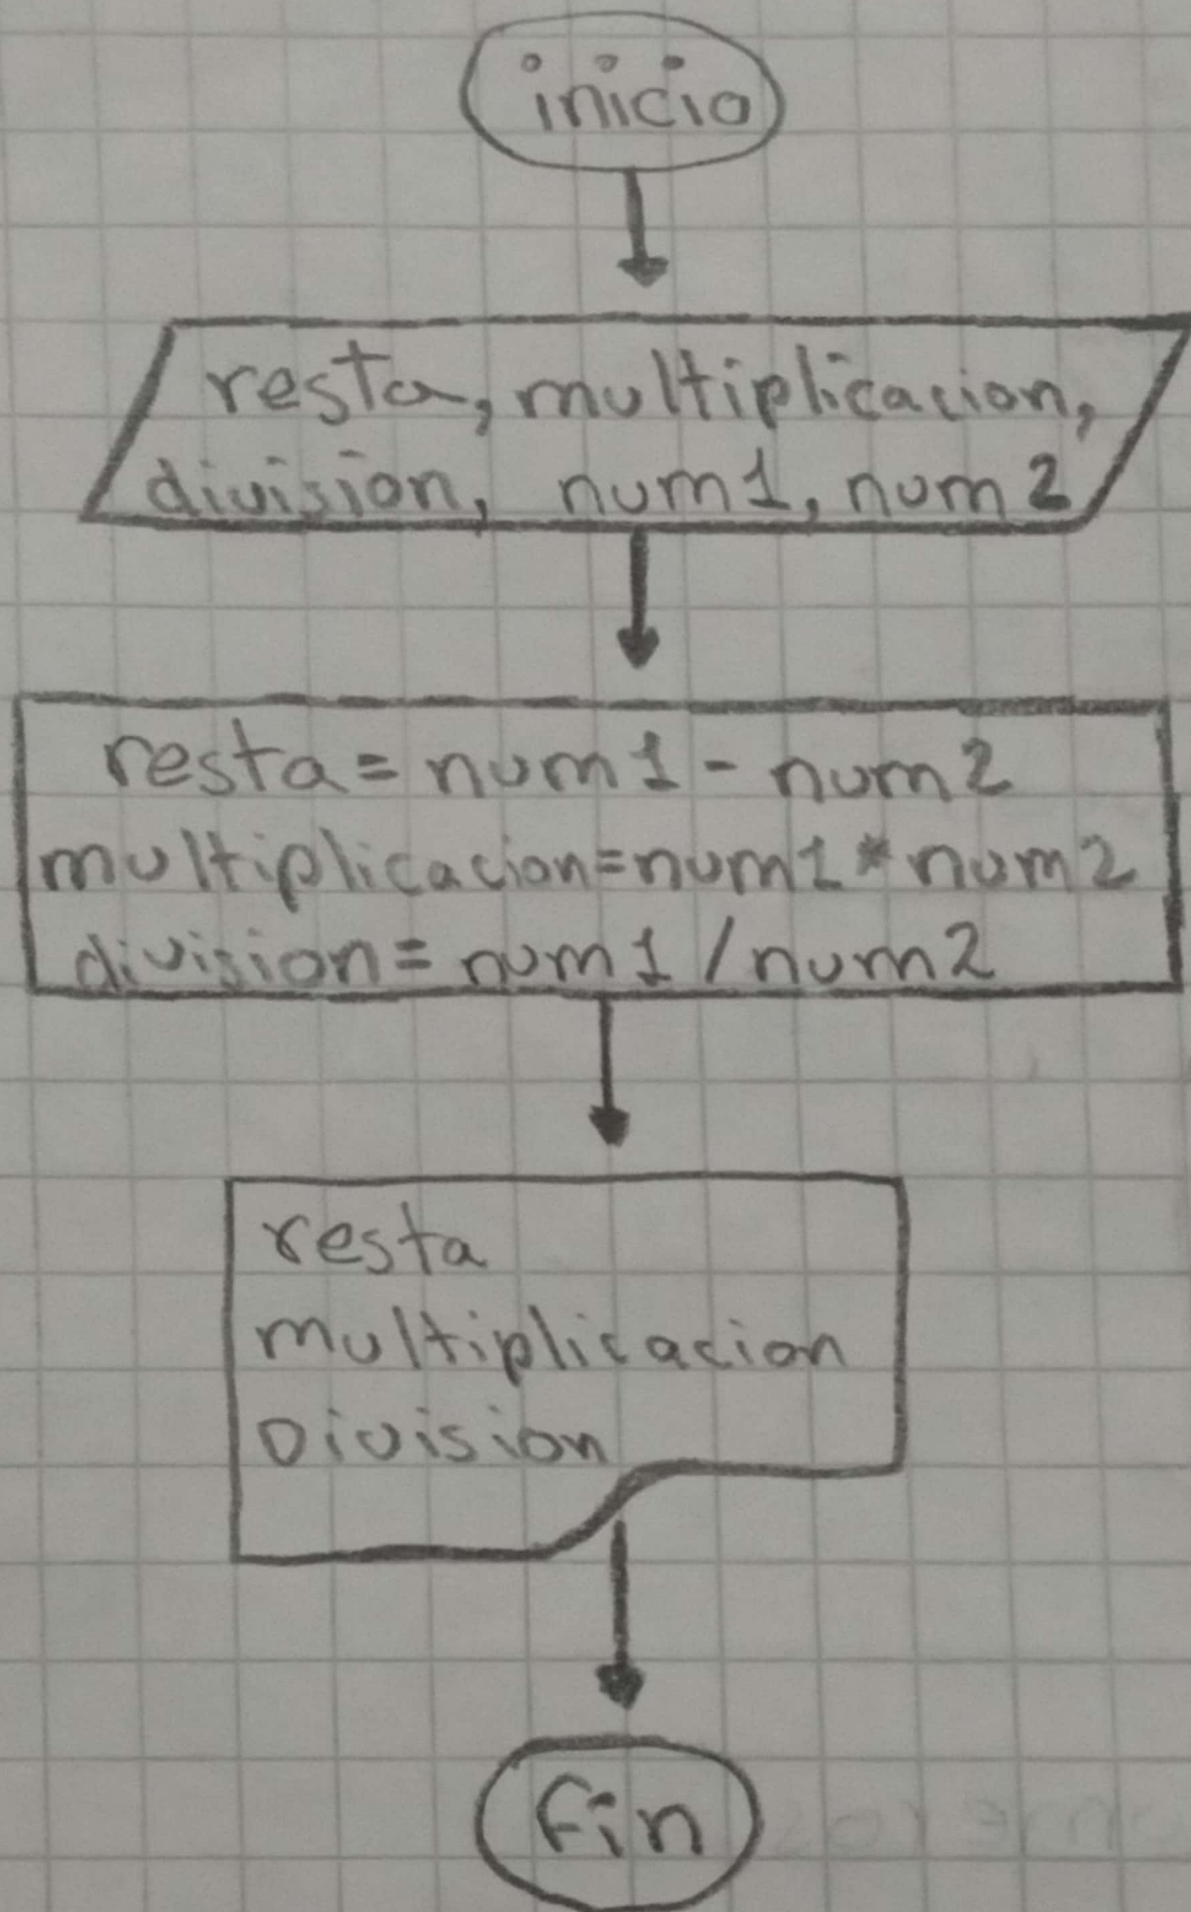 inicio
resta, multiplicacion,
division, num1, num2
resta = num1 - num2
multiplicacion=num1 * num2
division = num1 / num2
resta
multiplicacion
Division
fin